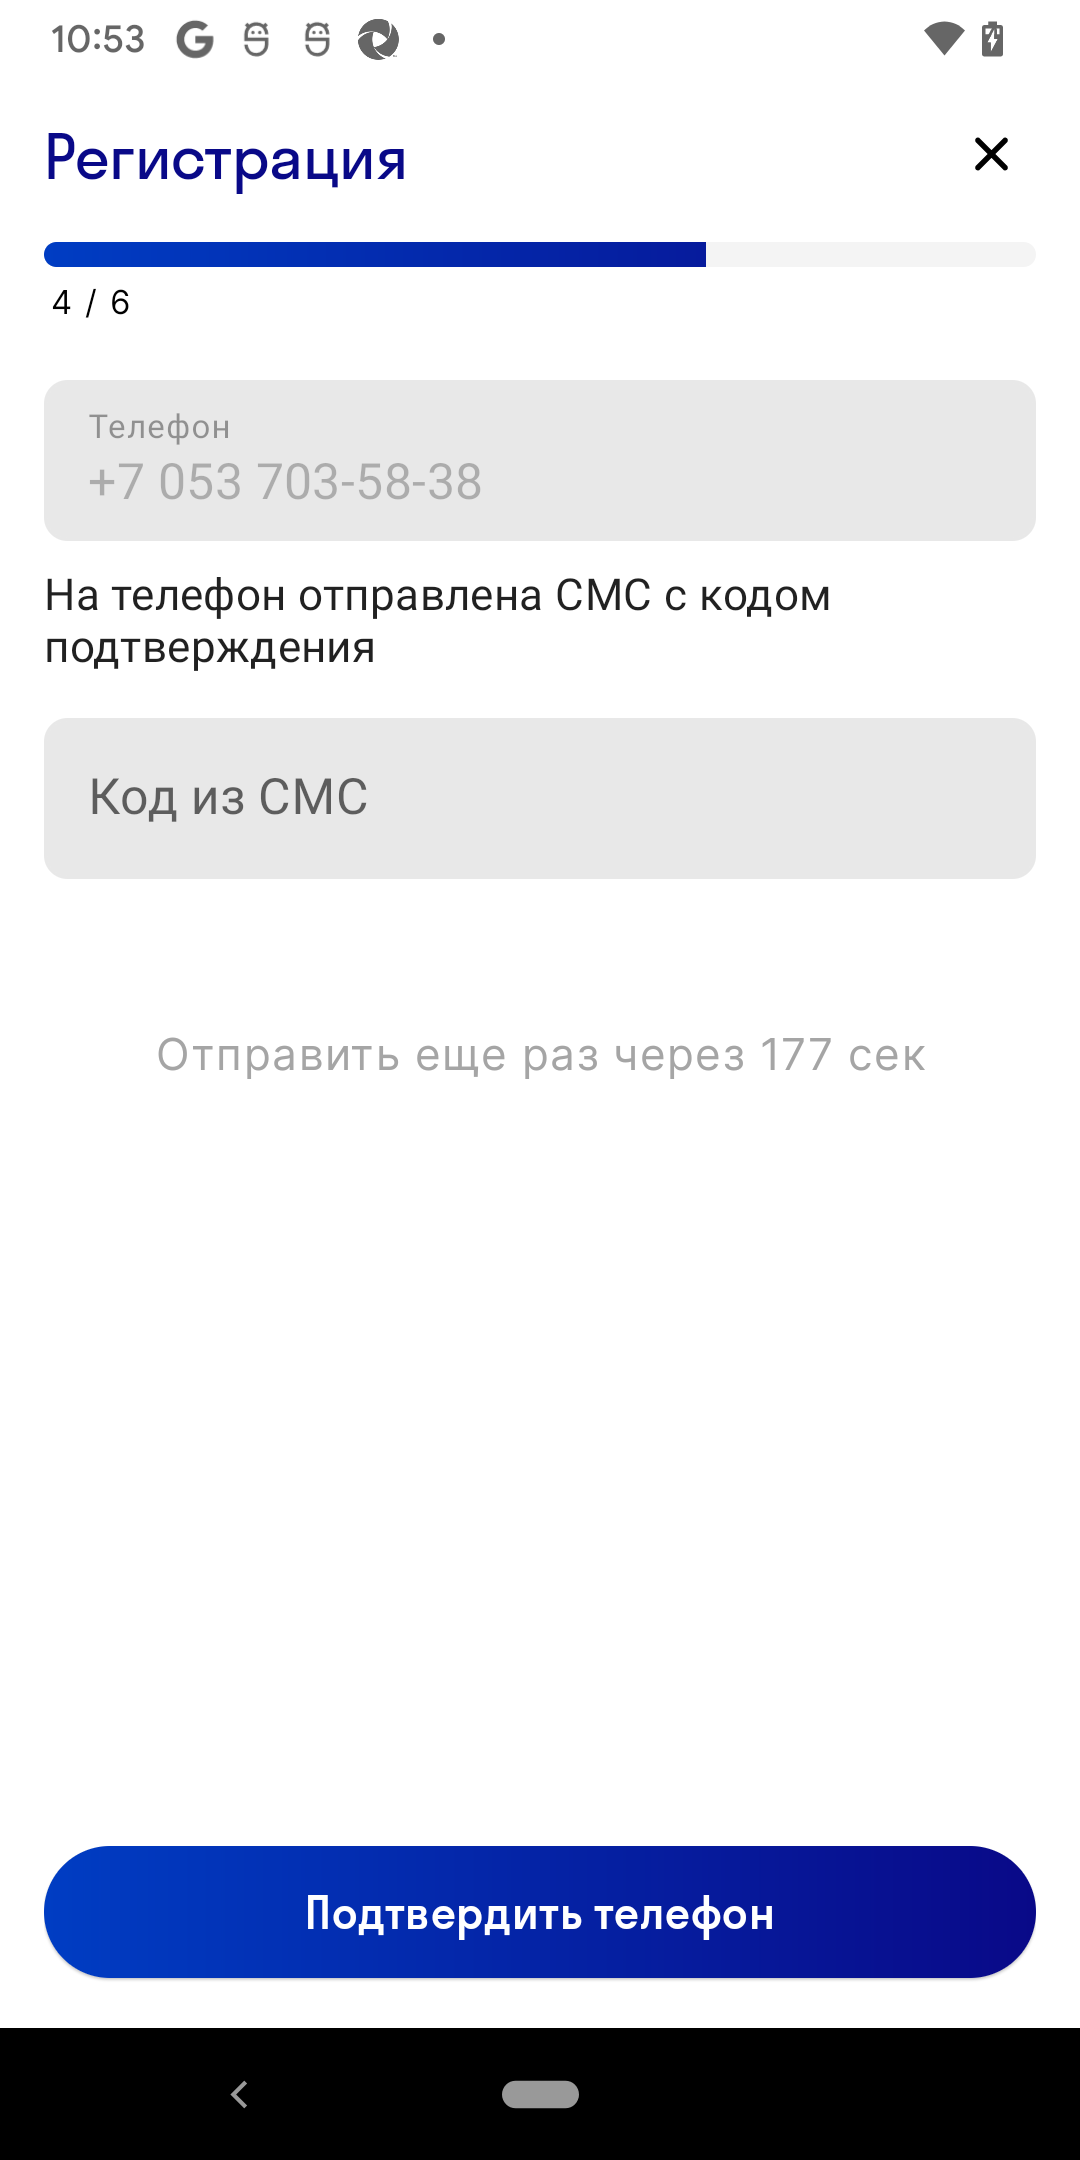 10:53
Регистрация
4 / 6
Телефон
+7 053 703-58-38
На телефон отправлена СМС с кодом
подтверждения
Код из СМС
Отправить еще раз через 177 сек
Подтвердить телефон